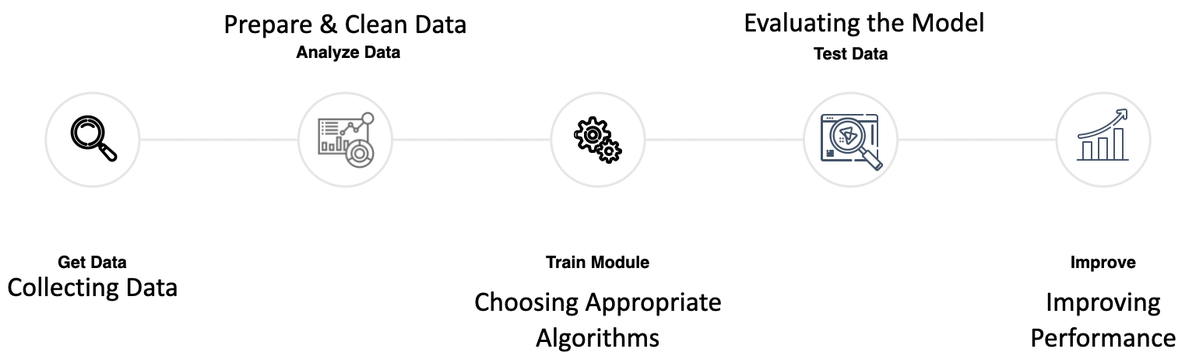 Prepare & Clean Data
Analyze Data
Evaluating the Model
Test Data
Get Data
Collecting Data
Train Module
Choosing Appropriate
Algorithms
Improve
Improving
Performance